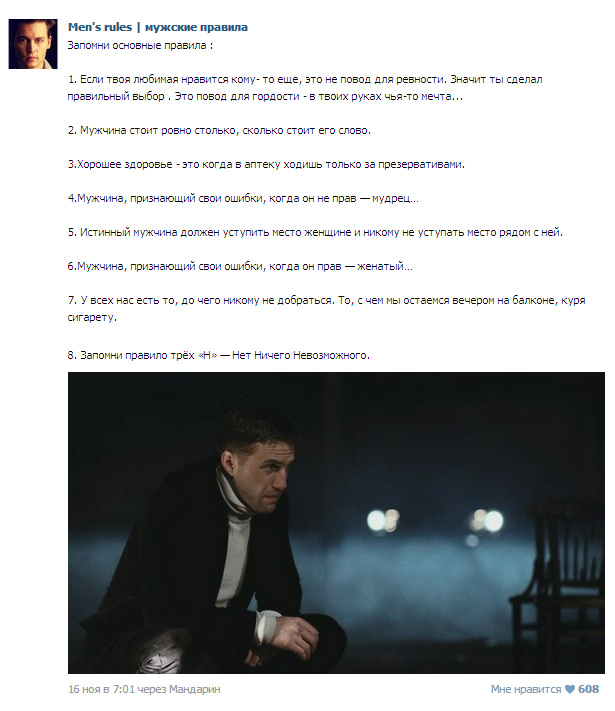 Men's rules | мужские правила
Запомни основные правила :
1. Если твоя любимая нравится кому- то еще, это не повод для ревности. Значит ты сделал
правильный выбор . Это повод для гордости - в твоих руках чья-то мечта...
2. Мужчина стоит ровно столько, сколько стоит его слово.
3.Хорошее здоровье - это когда в аптеку ходишь только за презервативами.
4.Мужчина, признающий свои ошибки, когда он не прав — мудрец...
5. Истинный мужчина должен уступить место женщине и никому не уступать место рядом с ней.
6.Мужчина, признающий свои ошибки, когда он прав — женатый...
7. У всех нас есть то, до чего никому не добраться. То, с чем мы остаемся вечером на балконе, куря
сигарету.
8. Запомни правило трёх «Н» — Нет Ничего Невозможного.
16 ноя в 7:01 через Мандарин
Мне нравится 608